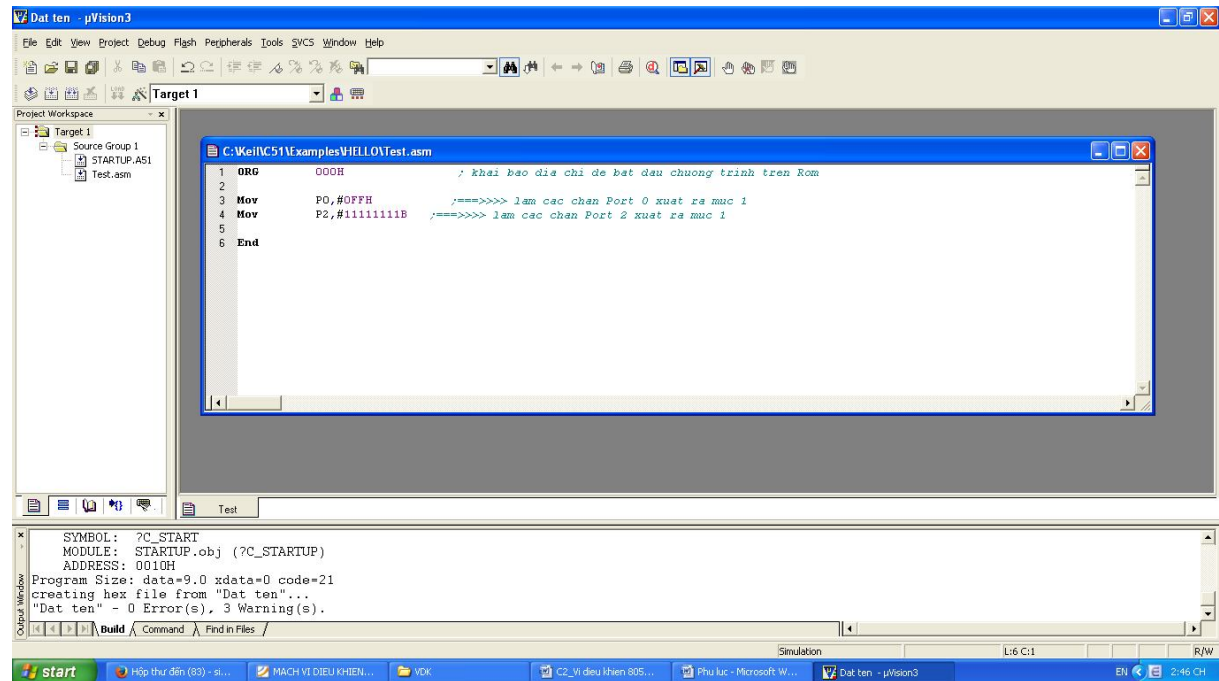 Dat ten - µVision3
File Edit View Project Debug Flash Peripherals Tools SVCS Window Help
Target 1
Project Workspace
Target 1
Source Group 1
STARTUP.A51
Test.asm
C:\Keil\C51\Examples\HELLO\Test.asm
1 ORG 000H ; khai bao dia chi de bat dau chuong trinh tren Rom
2
3 Mov P0,#0FFH ;===>>>> lam cac chan Port 0 xuat ra muc 1
4 Mov P2,#11111111B ;===>>>> lam cac chan Port 2 xuat ra muc 1
5
6 End
Test
SYMBOL: ?C_START
MODULE: STARTUP.obj (?C_STARTUP)
ADDRESS: 0010H
Program Size: data=9.0 xdata=0 code=21
creating hex file from "Dat ten"...
"Dat ten" - 0 Error(s), 3 Warning(s).
Output Window
Build Command Find in Files
Simulation L:6 C:1 R/W
start Hộp thư đến (83) - si... MACH VI DIEU KHIEN... VDK C2_Vi dieu khien 805... Phu luc - Microsoft W... Dat ten - µVision3 EN 2:46 CH